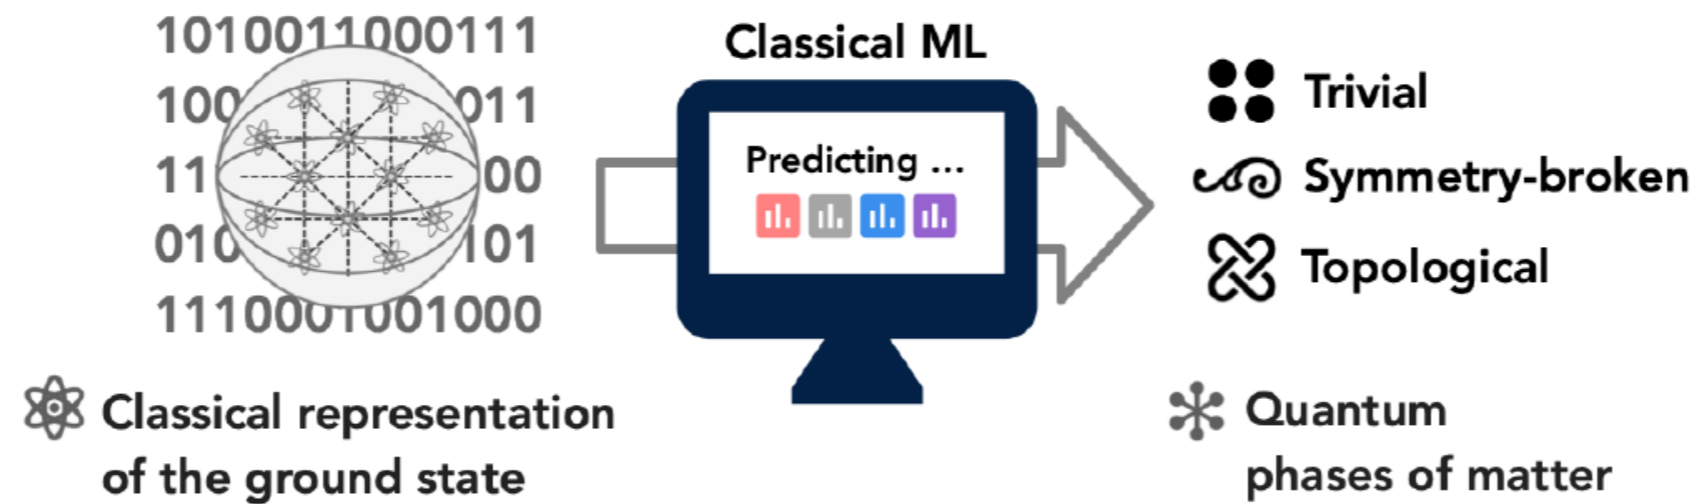 1010011000111
100 011
11 00
010 101
1110001001000
Classical representation
of the ground state
Classical ML
Predicting ...
Trivial
Symmetry-broken
Topological
Quantum
phases of matter